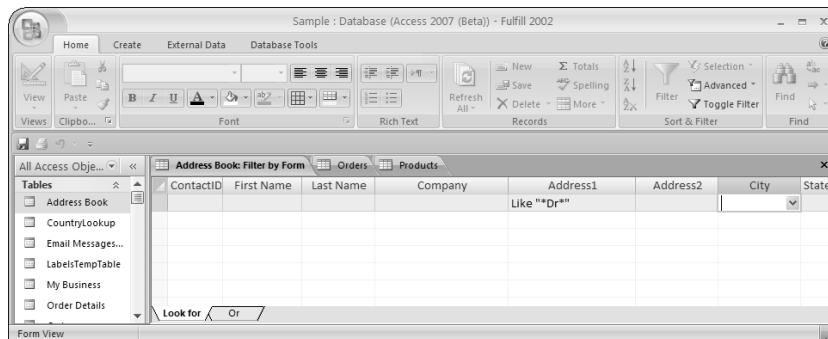 Sample : Database (Access 2007 (Beta)) - Fulfill 2002
Home Create External Data Database Tools
View
Views
Paste
Clipbo...
B I U A ab
Font
Rich Text
Refresh All
New
Save
Delete
Σ Totals
Spelling
More
Records
Filter
Selection
Advanced
Toggle Filter
Sort & Filter
Find
Find
All Access Obje...
Tables
Address Book
CountryLookup
Email Messages...
LabelsTempTable
My Business
Order Details
Address Book: Filter by Form Orders Products
ContactID First Name Last Name Company Address1 Address2 City State
Like "*Dr*"
Look for Or
Form View